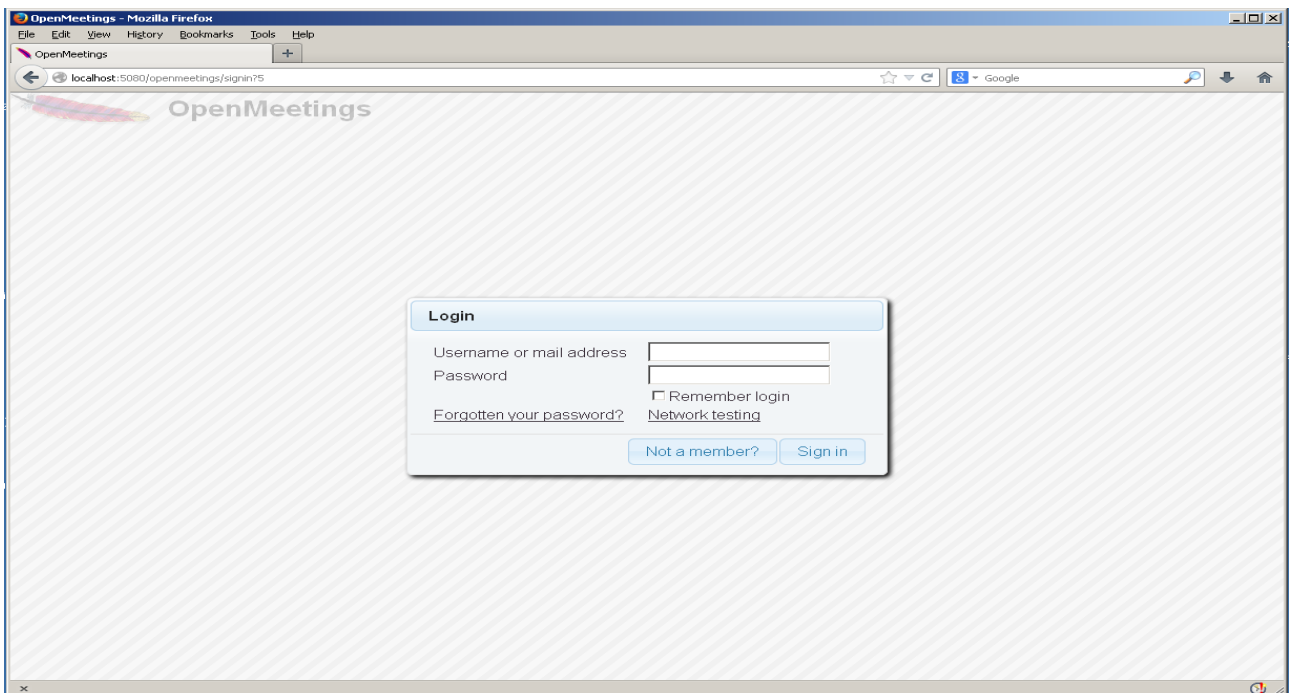 OpenMeetings - Mozilla Firefox
File Edit View History Bookmarks Tools Help
OpenMeetings
localhost:5080/openmeetings/signin?5
Google
OpenMeetings
Login
Username or mail address
Password
Remember login
Forgotten your password? Network testing
Not a member? Sign in